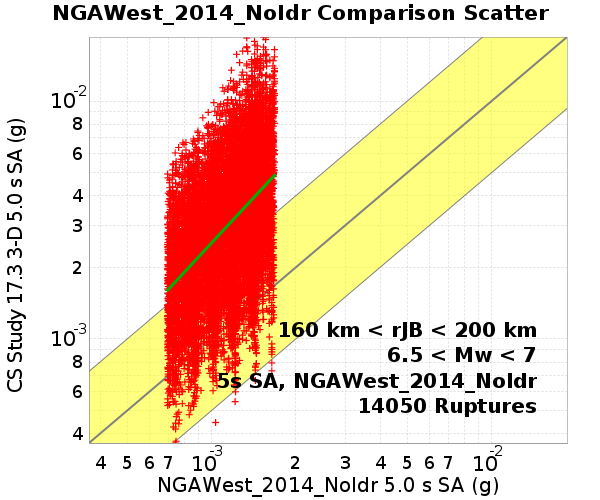 NGAWest_2014_NoIdr Comparison Scatter
CS Study 17.3 3-D 5.0 s SA (g)
10-2
8
6
4
3
2
10-3
8
6
4
160 km < rJB < 200 km
6.5 < Mw < 7
5s SA, NGAWest_2014_NoIdr
14050 Ruptures
4 5 6 7 10-3 2 3 4 5 6 7 10-2
NGAWest_2014_NoIdr 5.0 s SA (g)